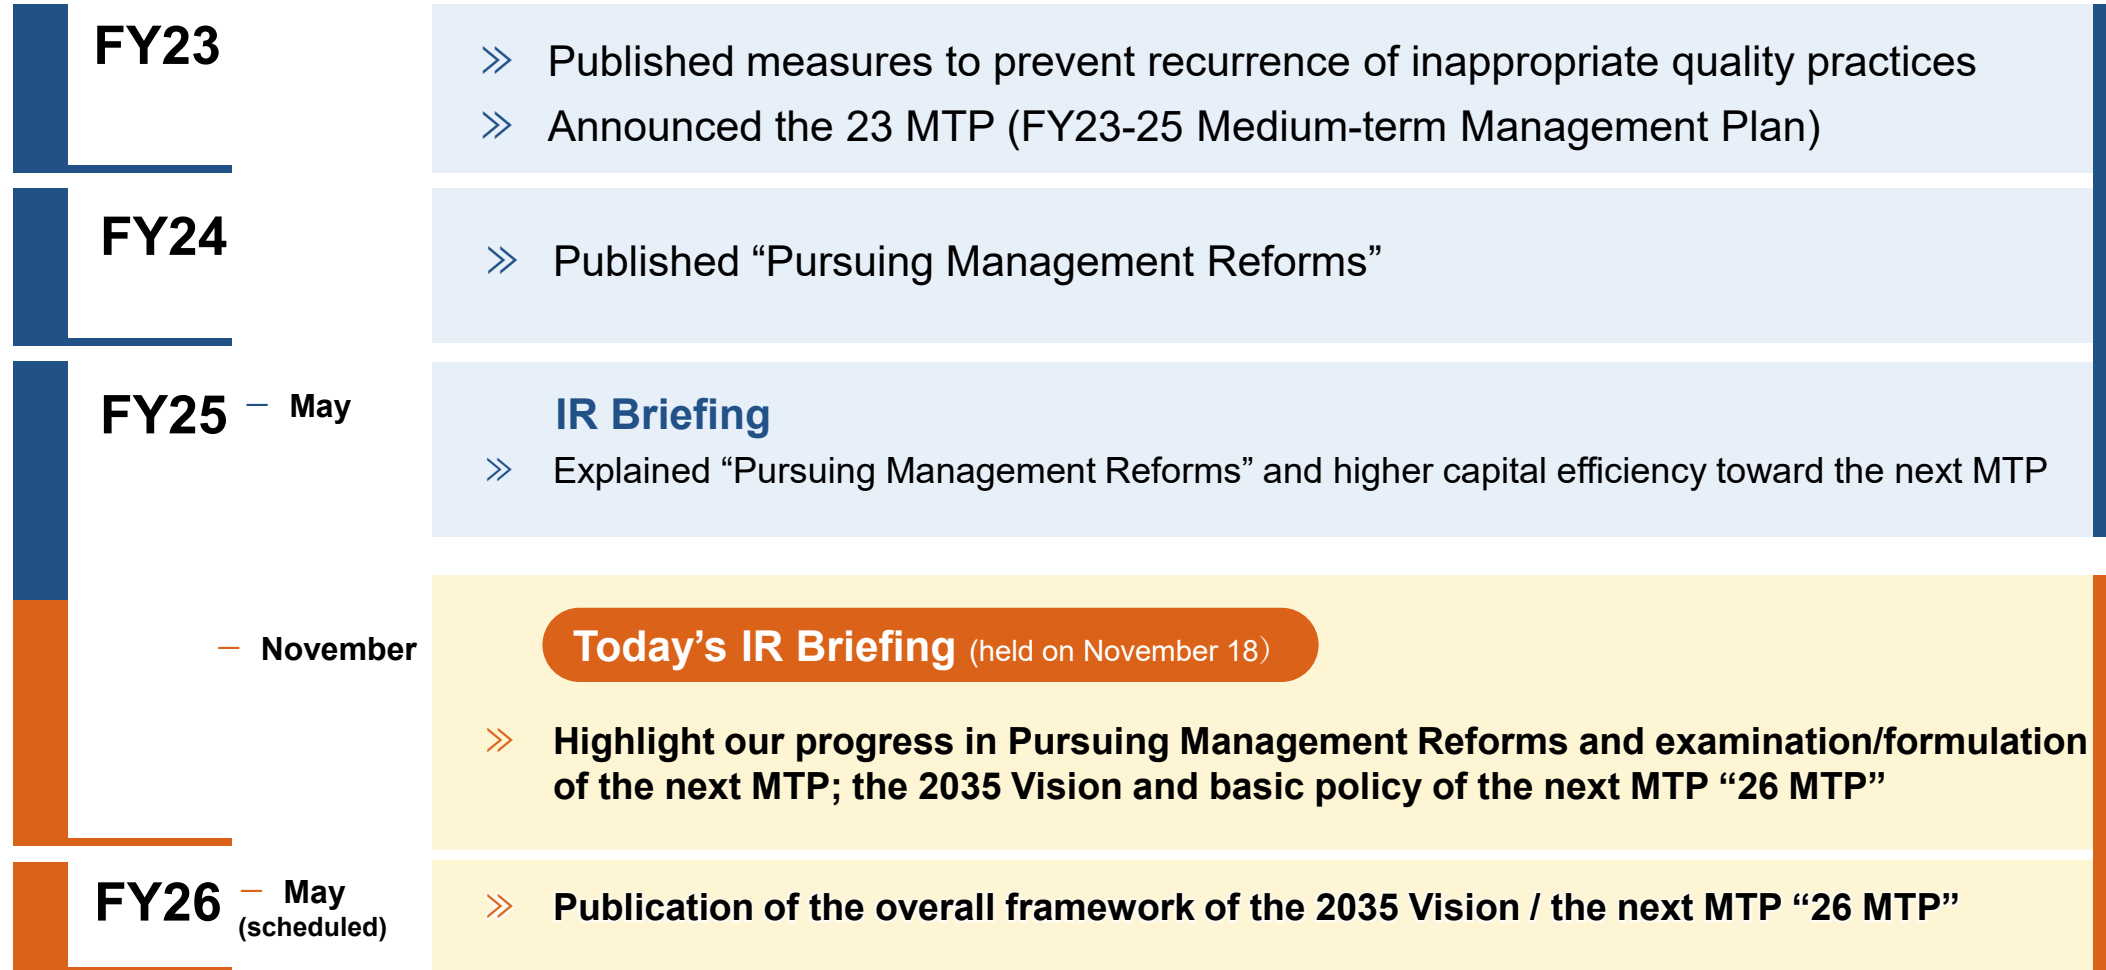 FY23
» Published measures to prevent recurrence of inappropriate quality practices
» Announced the 23 MTP (FY23-25 Medium-term Management Plan)
FY24
» Published “Pursuing Management Reforms”
FY25 – May
IR Briefing
» Explained “Pursuing Management Reforms” and higher capital efficiency toward the next MTP
– November
Today’s IR Briefing (held on November 18）
» Highlight our progress in Pursuing Management Reforms and examination/formulation
of the next MTP; the 2035 Vision and basic policy of the next MTP “26 MTP”
FY26 – May
(scheduled)
» Publication of the overall framework of the 2035 Vision / the next MTP “26 MTP”